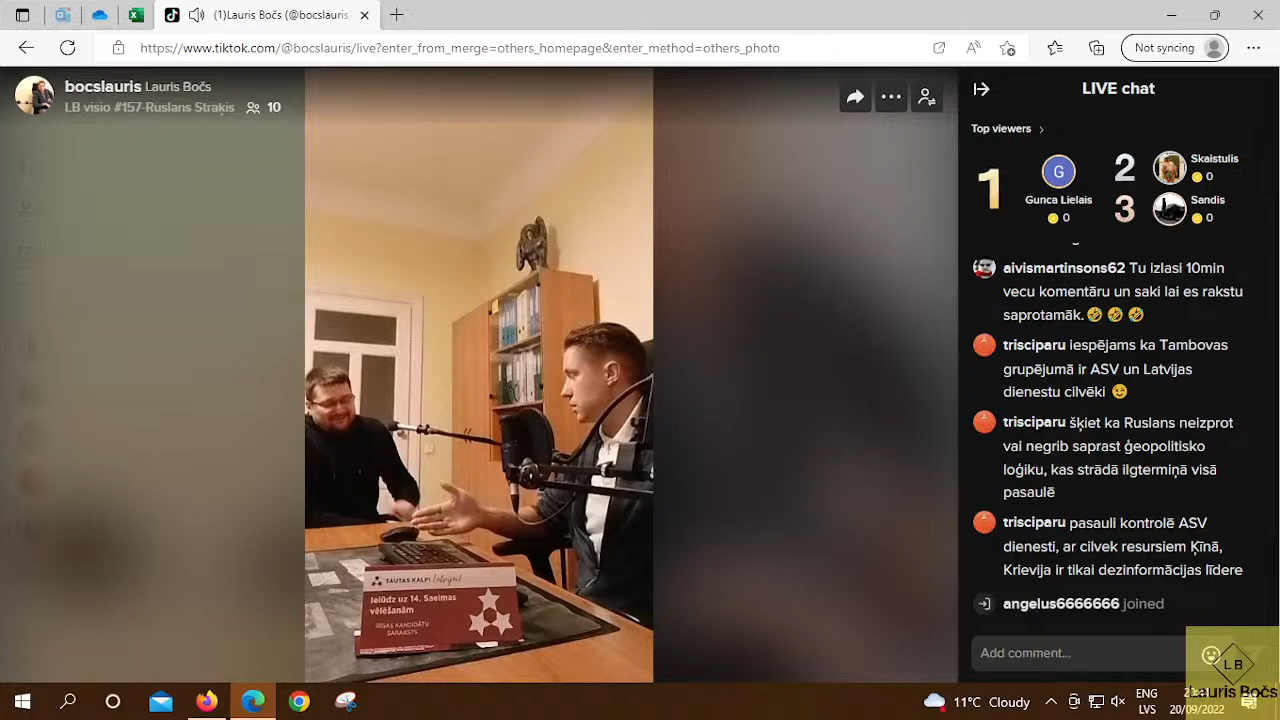 (1)Lauris Bočs (@bocslauris
https://www.tiktok.com/@bocslauris/live?enter_from_merge=others_homepage&enter_method=others_photo
Not syncing
bocslauris Lauris Bočs
LB visio #157-Ruslans Straķis 10
LIVE chat
Top viewers
1
G
Gunca Lielais
0
2
Skaistulis
0
3
Sandis
0
aivismartinsons62 Tu izlasi 10min
vecu komentāru un saki lai es rakstu
saprotamāk.🤣🤣🤣
trisciparu iespējams ka Tambovas
grupējumā ir ASV un Latvijas
dienestu cilvēki 😉
trisciparu šķiet ka Ruslans neizprot
vai negrib saprast ģeopolitisko
loģiku, kas strādā ilgtermiņā visā
pasaulē
trisciparu pasauli kontrolē ASV
dienesti, ar cilvek resursiem Ķīnā,
Krievija ir tikai dezinformācijas līdere
angelus6666666 joined
Add comment...
TAUTAS KALPI Latvijai
Ielūdz uz 14. Saeimas
vēlēšanām
RĪGAS KANDIDĀTU
SARAKSTS
LB
Lauris Bočs
11°C Cloudy
ENG
LVS
20/09/2022